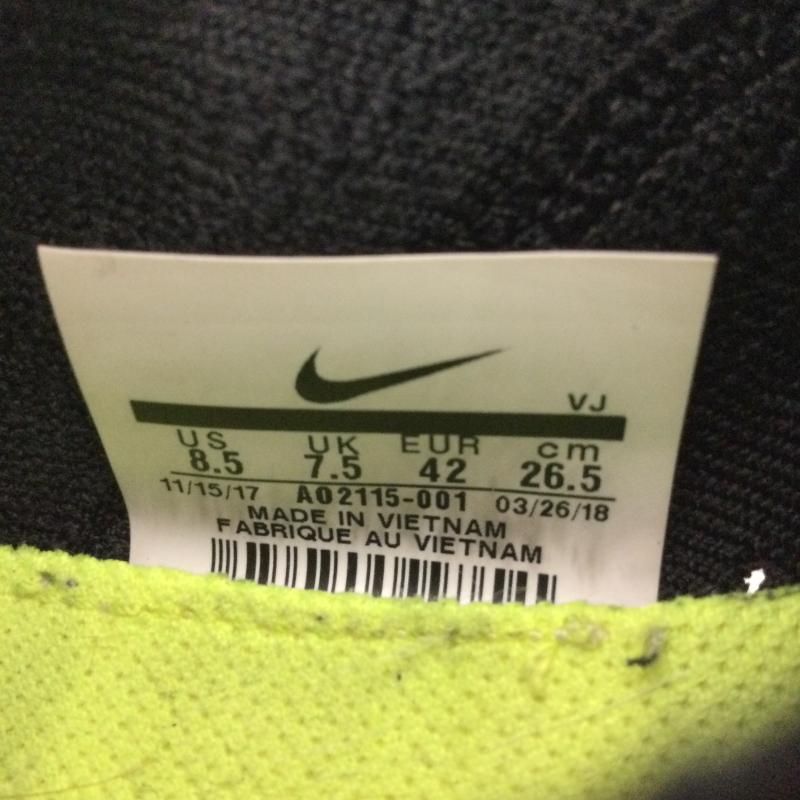 VJ
US UK EUR cm
8.5 7.5 42 26.5
11/15/17 AO2115-001 03/26/18
MADE IN VIETNAM
FABRIQUE AU VIETNAM